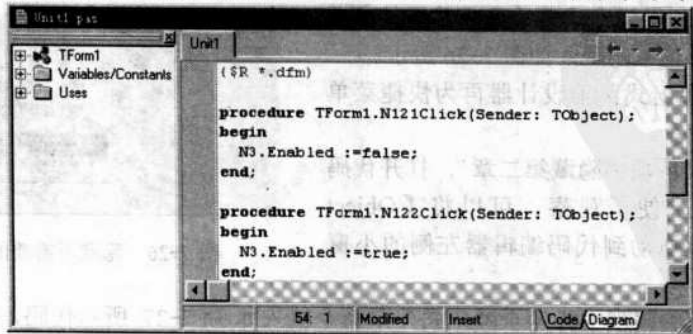 Unit1.pas
TForm1
Variables/Constants
Uses
Unit1
{$R *.dfm}
procedure TForm1.N121Click(Sender: TObject);
begin
N3.Enabled :=false;
end;
procedure TForm1.N122Click(Sender: TObject);
begin
N3.Enabled :=true;
end;
54: 1
Modified
Insert
Code
Diagram